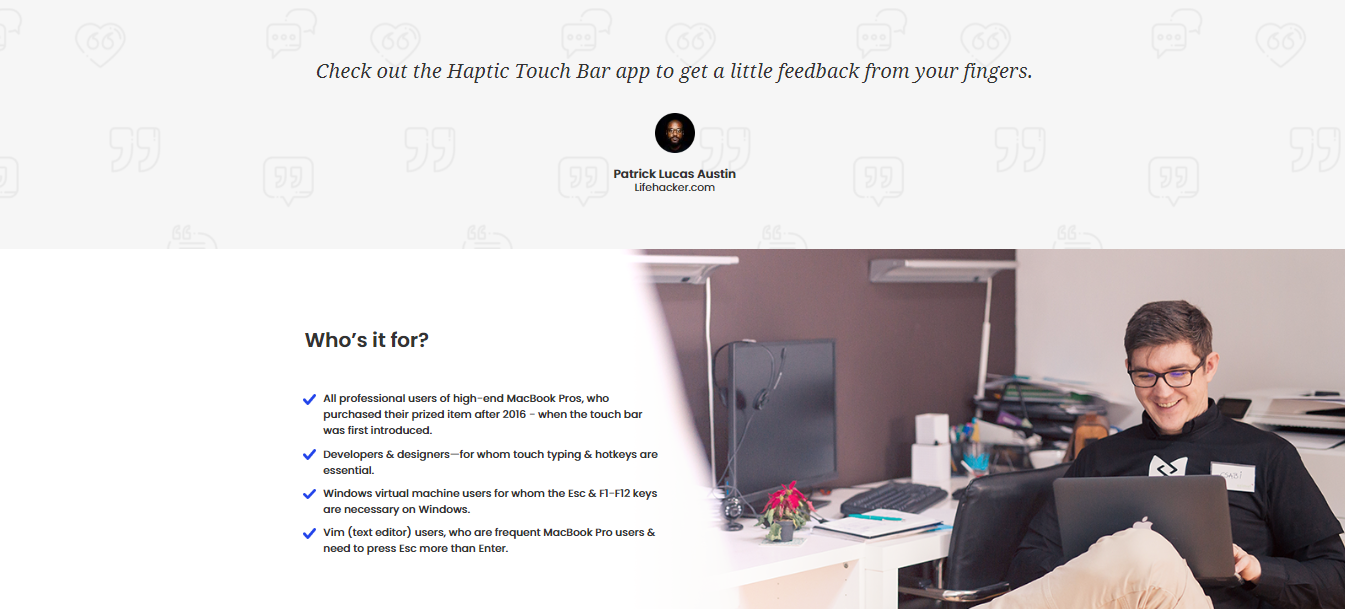 Check out the Haptic Touch Bar app to get a little feedback from your fingers.
Patrick Lucas Austin
Lifehacker.com
Who’s it for?
All professional users of high-end MacBook Pros, who
purchased their prized item after 2016 - when the touch bar
was first introduced.
Developers & designers—for whom touch typing & hotkeys are
essential.
Windows virtual machine users for whom the Esc & F1-F12 keys
are necessary on Windows.
Vim (text editor) users, who are frequent MacBook Pro users &
need to press Esc more than Enter.